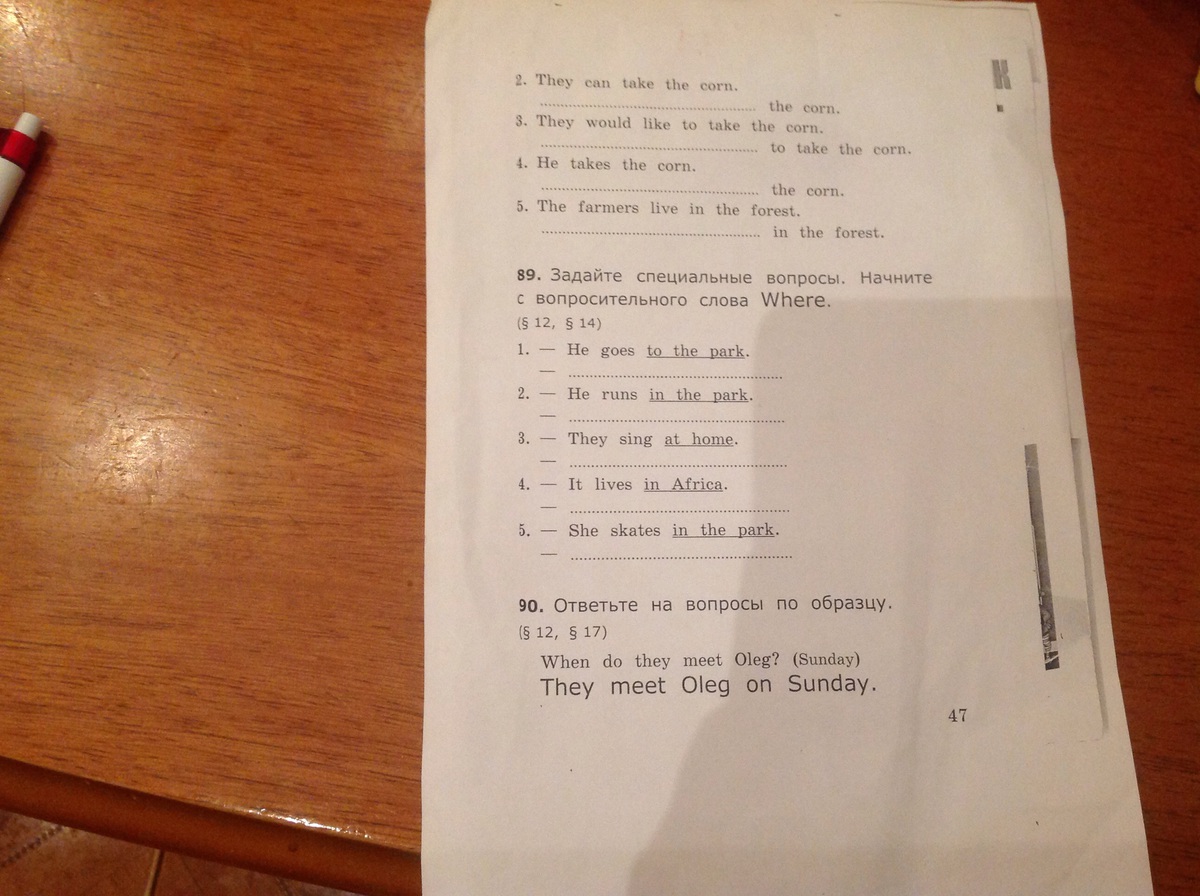 2. They can take the corn.
........................................................ the corn.
3. They would like to take the corn.
........................................................ to take the corn.
4. He takes the corn.
........................................................ the corn.
5. The farmers live in the forest.
........................................................ in the forest.
89. Задайте специальные вопросы. Начните
с вопросительного слова Where.
(§ 12, § 14)
1. — He goes to the park.
— ........................................................
2. — He runs in the park.
— ........................................................
3. — They sing at home.
— ........................................................
4. — It lives in Africa.
— ........................................................
5. — She skates in the park.
— ........................................................
90. Ответьте на вопросы по образцу.
(§ 12, § 17)
When do they meet Oleg? (Sunday)
They meet Oleg on Sunday.
47